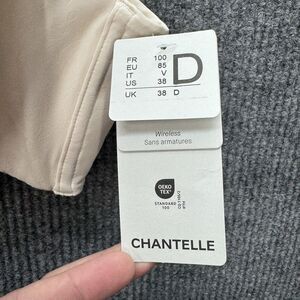 FR 100
EU 85
IT V
US 38
UK 38 D
D
Wireless
Sans armatures
OEKO
TEX®
STANDARD
100
CHANTELLE